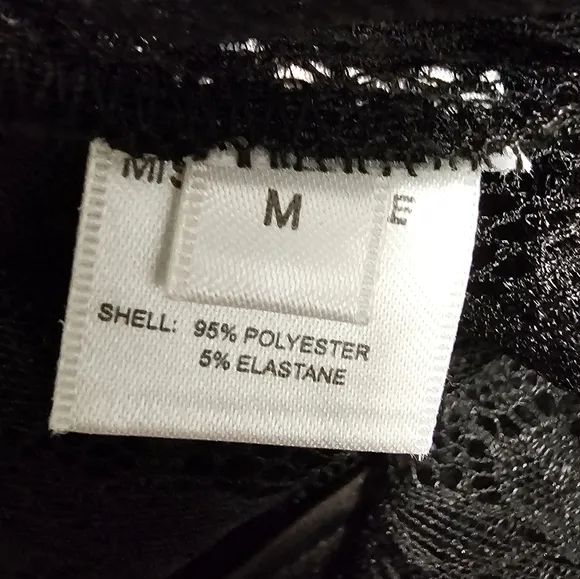 M
E
SHELL: 95% POLYESTER
5% ELASTANE